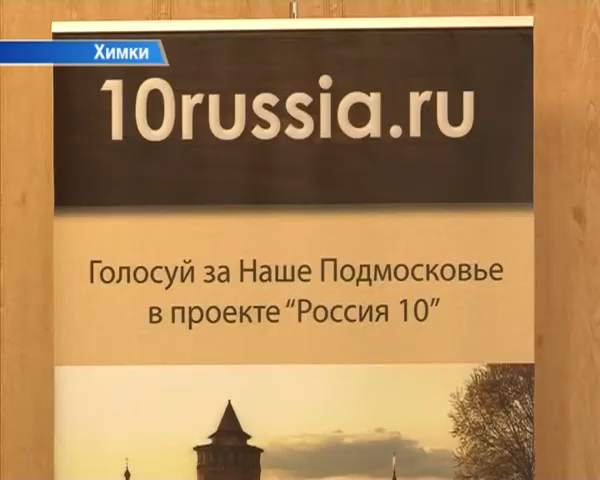 Химки
10russia.ru
Голосуй за Наше Подмосковье
в проекте “Россия 10”